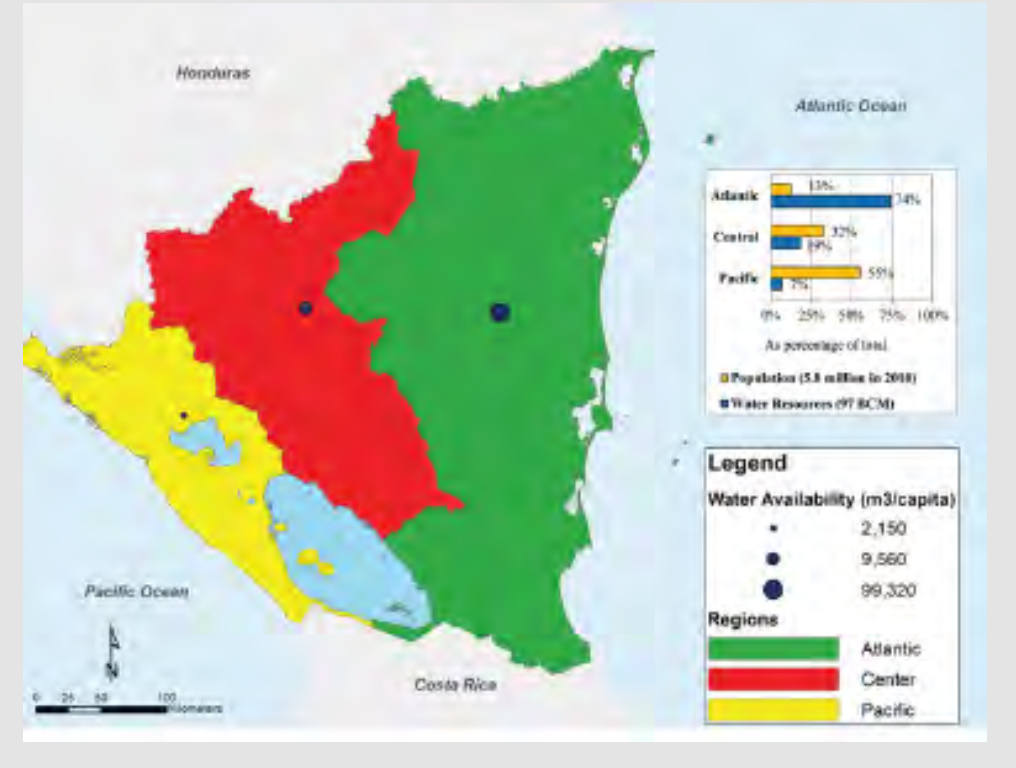 Honduras
Atlantic Ocean
Atlantic
13%
74%
Central
32%
19%
Pacific
55%
7%
0% 25% 50% 75% 100%
As percentage of total
Population (5.8 million in 2010)
Water Resources (97 BCM)
Legend
Water Availability (m3/capita)
2,150
9,560
99,320
Regions
Atlantic
Center
Pacific
Pacific Ocean
N
0 25 50 100
Kilometers
Costa Rica